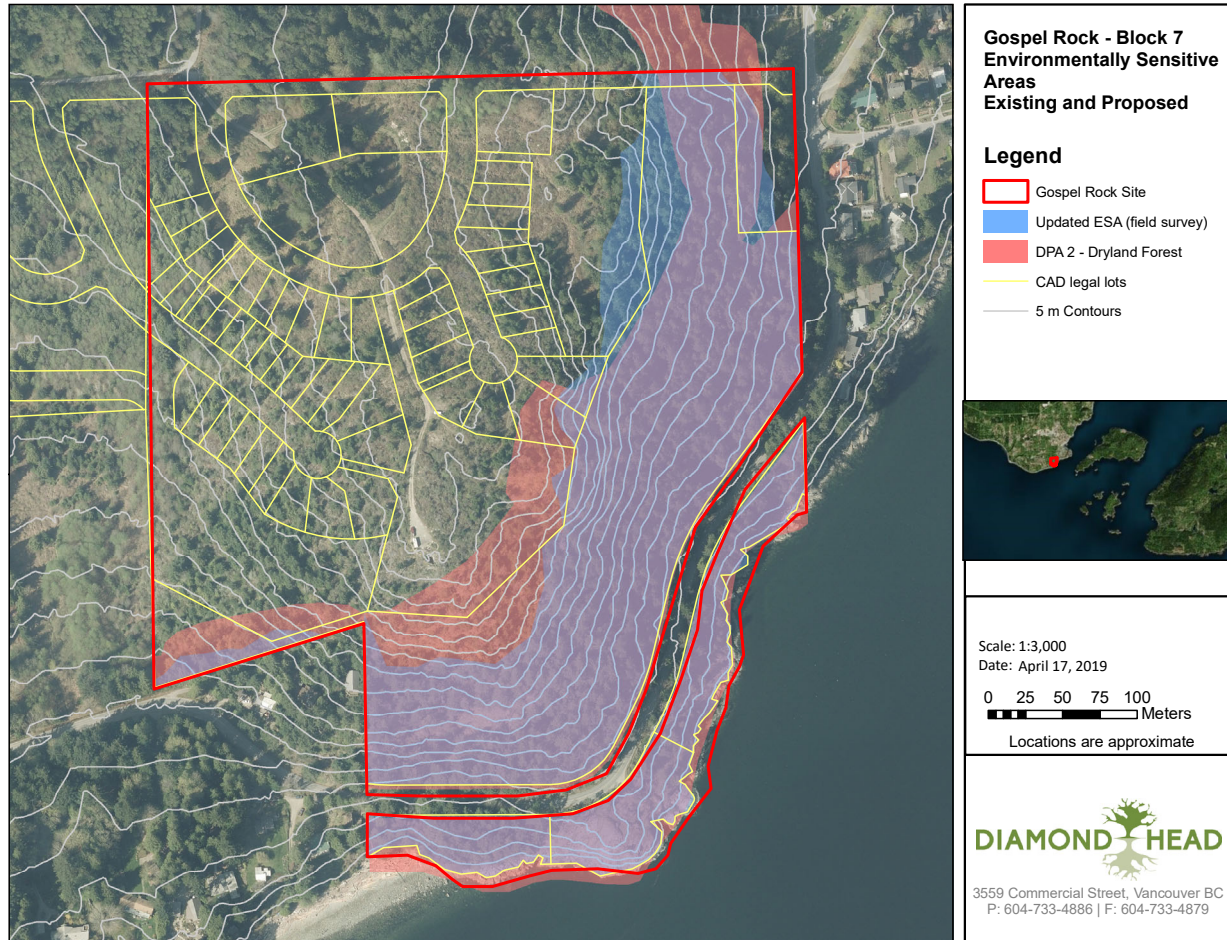 Gospel Rock - Block 7
Environmentally Sensitive
Areas
Existing and Proposed
Legend
Gospel Rock Site
Updated ESA (field survey)
DPA 2 - Dryland Forest
CAD legal lots
5 m Contours
Scale: 1:3,000
Date: April 17, 2019
0 25 50 75 100
Meters
Locations are approximate
DIAMOND HEAD
3559 Commercial Street, Vancouver BC
P: 604-733-4886 | F: 604-733-4879